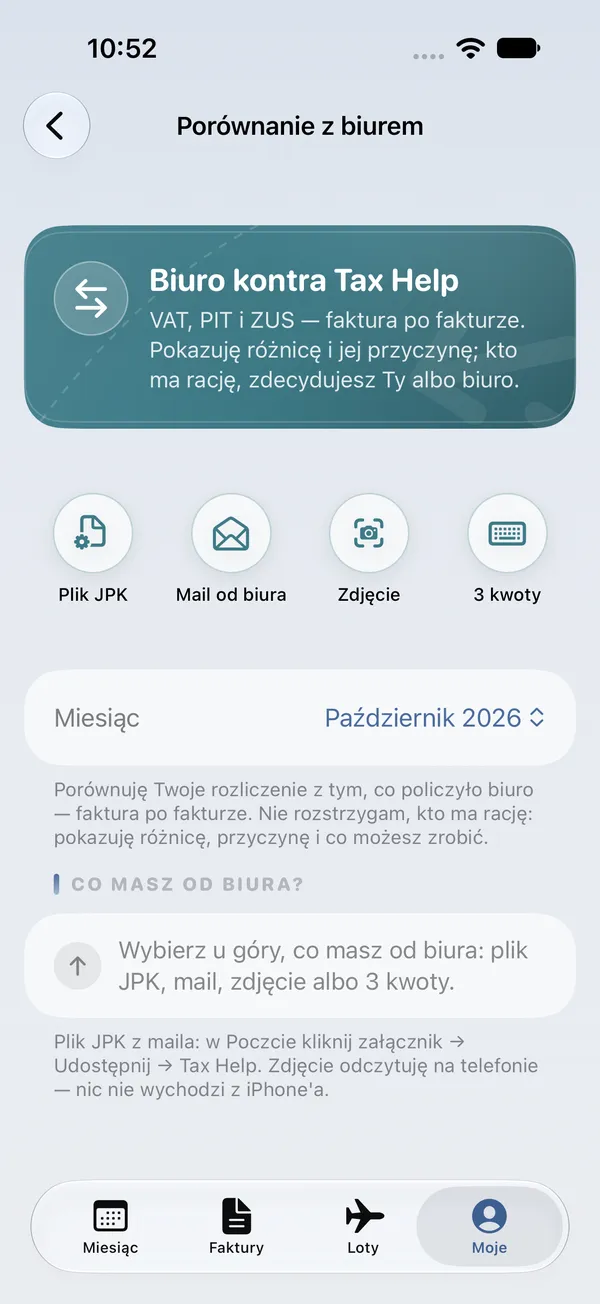 10:52
Porównanie z biurem
Biuro kontra Tax Help
VAT, PIT i ZUS — faktura po fakturze.
Pokazuję różnicę i jej przyczynę; kto
ma rację, zdecydujesz Ty albo biuro.
Plik JPK
Mail od biura
Zdjęcie
3 kwoty
Miesiąc
Październik 2026
Porównuję Twoje rozliczenie z tym, co policzyło biuro
— faktura po fakturze. Nie rozstrzygam, kto ma rację:
pokazuję różnicę, przyczynę i co możesz zrobić.
CO MASZ OD BIURA?
Wybierz u góry, co masz od biura: plik
JPK, mail, zdjęcie albo 3 kwoty.
Plik JPK z maila: w Poczcie kliknij załącznik →
Udostępnij → Tax Help. Zdjęcie odczytuję na telefonie
— nic nie wychodzi z iPhone'a.
Miesiąc
Faktury
Loty
Moje